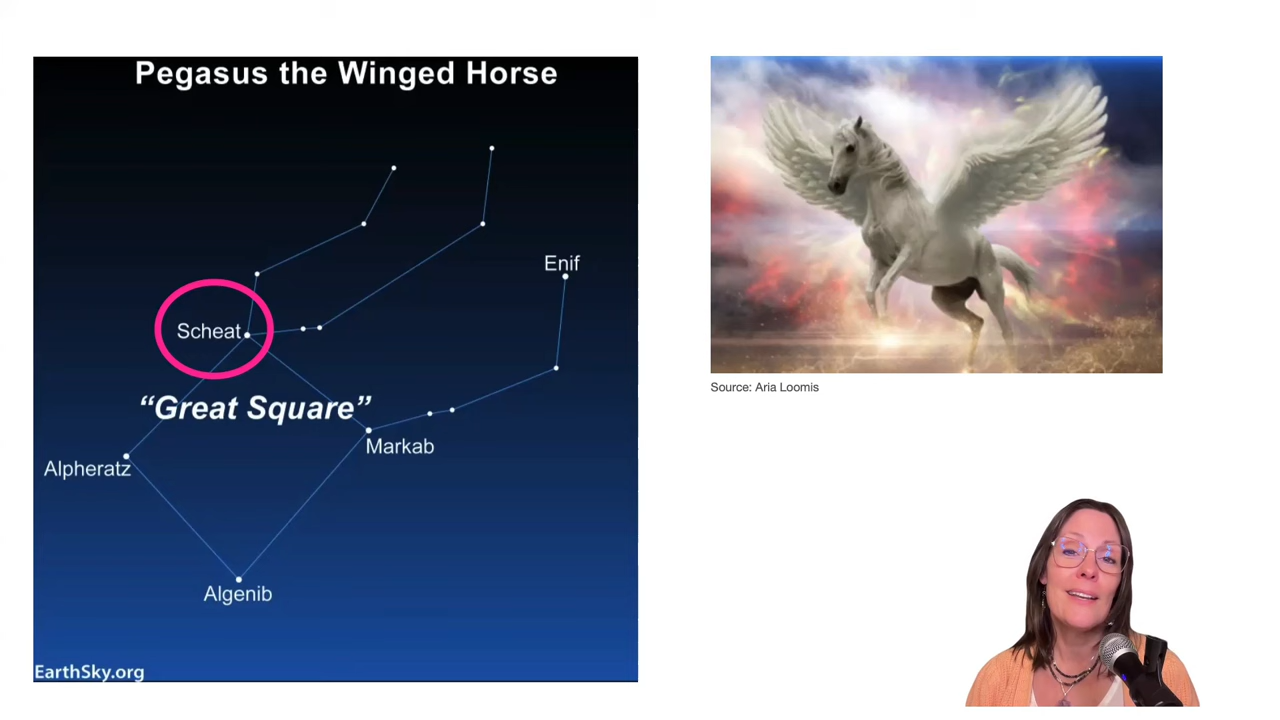 Pegasus the Winged Horse
Enif
Scheat
“Great Square”
Markab
Alpheratz
Algenib
EarthSky.org
Source: Aria Loomis